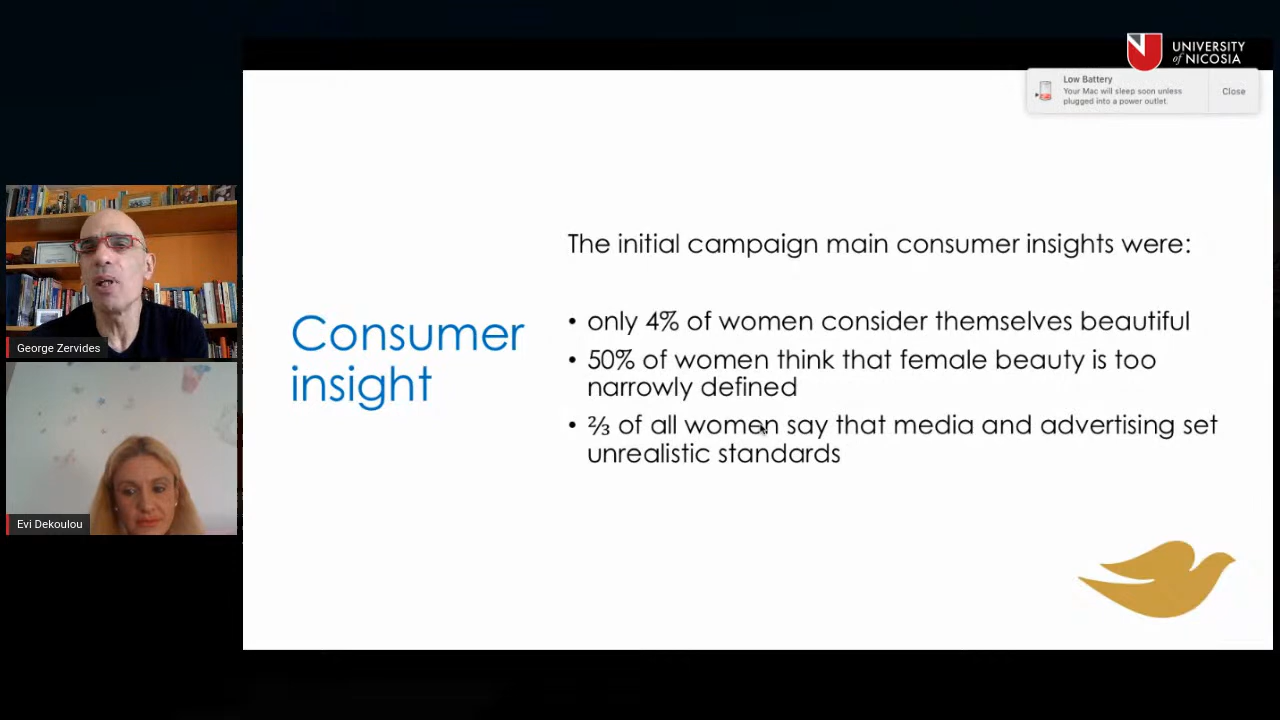 UNIVERSITY
of NICOSIA
Low Battery
Your Mac will sleep soon unless
plugged into a power outlet.
Close
The initial campaign main consumer insights were:
Consumer
insight
• only 4% of women consider themselves beautiful
• 50% of women think that female beauty is too
narrowly defined
• ⅔ of all women say that media and advertising set
unrealistic standards
George Zervides
Evi Dekoulou